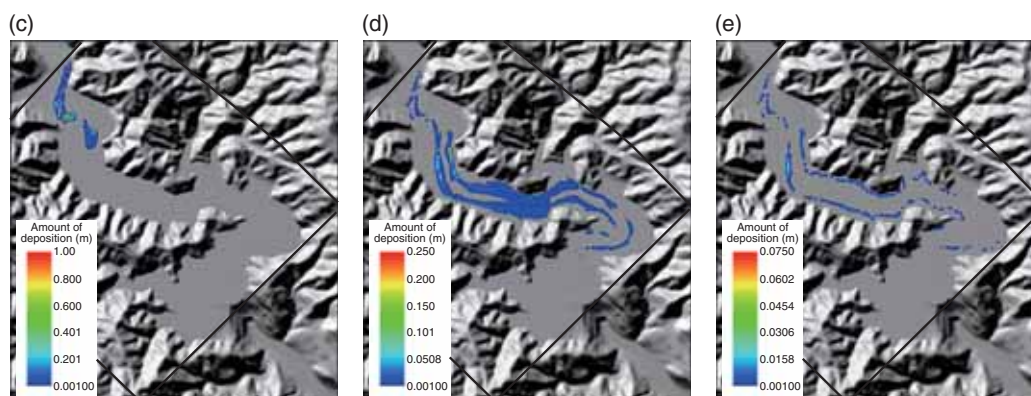 (c)
Amount of
deposition (m)
1.00
0.800
0.600
0.401
0.201
0.00100
(d)
Amount of
deposition (m)
0.250
0.200
0.150
0.101
0.0508
0.00100
(e)
Amount of
deposition (m)
0.0750
0.0602
0.0454
0.0306
0.0158
0.00100